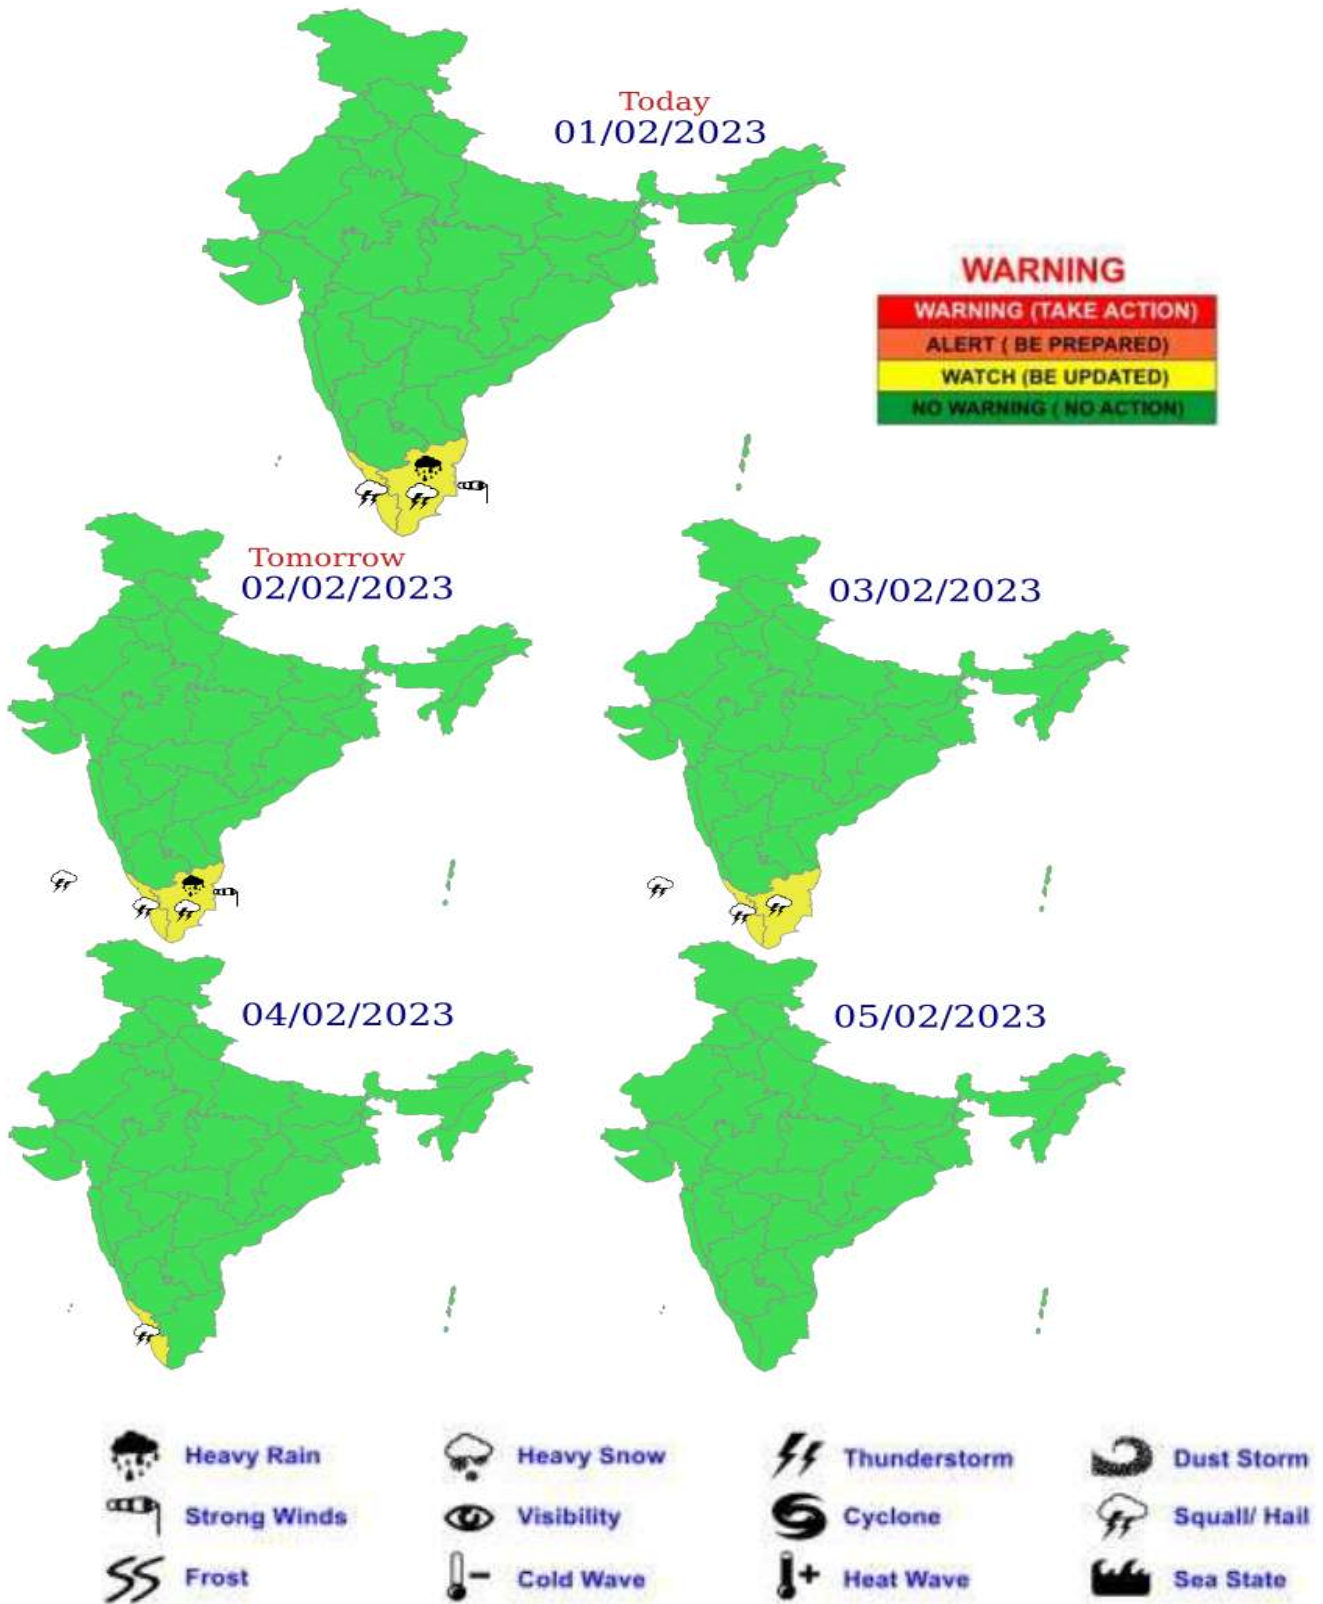 Today
01/02/2023
WARNING
WARNING (TAKE ACTION)
ALERT ( BE PREPARED)
WATCH (BE UPDATED)
NO WARNING ( NO ACTION)
Tomorrow
02/02/2023
03/02/2023
04/02/2023
05/02/2023
Heavy Rain
Heavy Snow
Thunderstorm
Dust Storm
Strong Winds
Visibility
Cyclone
Squall/ Hail
Frost
Cold Wave
Heat Wave
Sea State